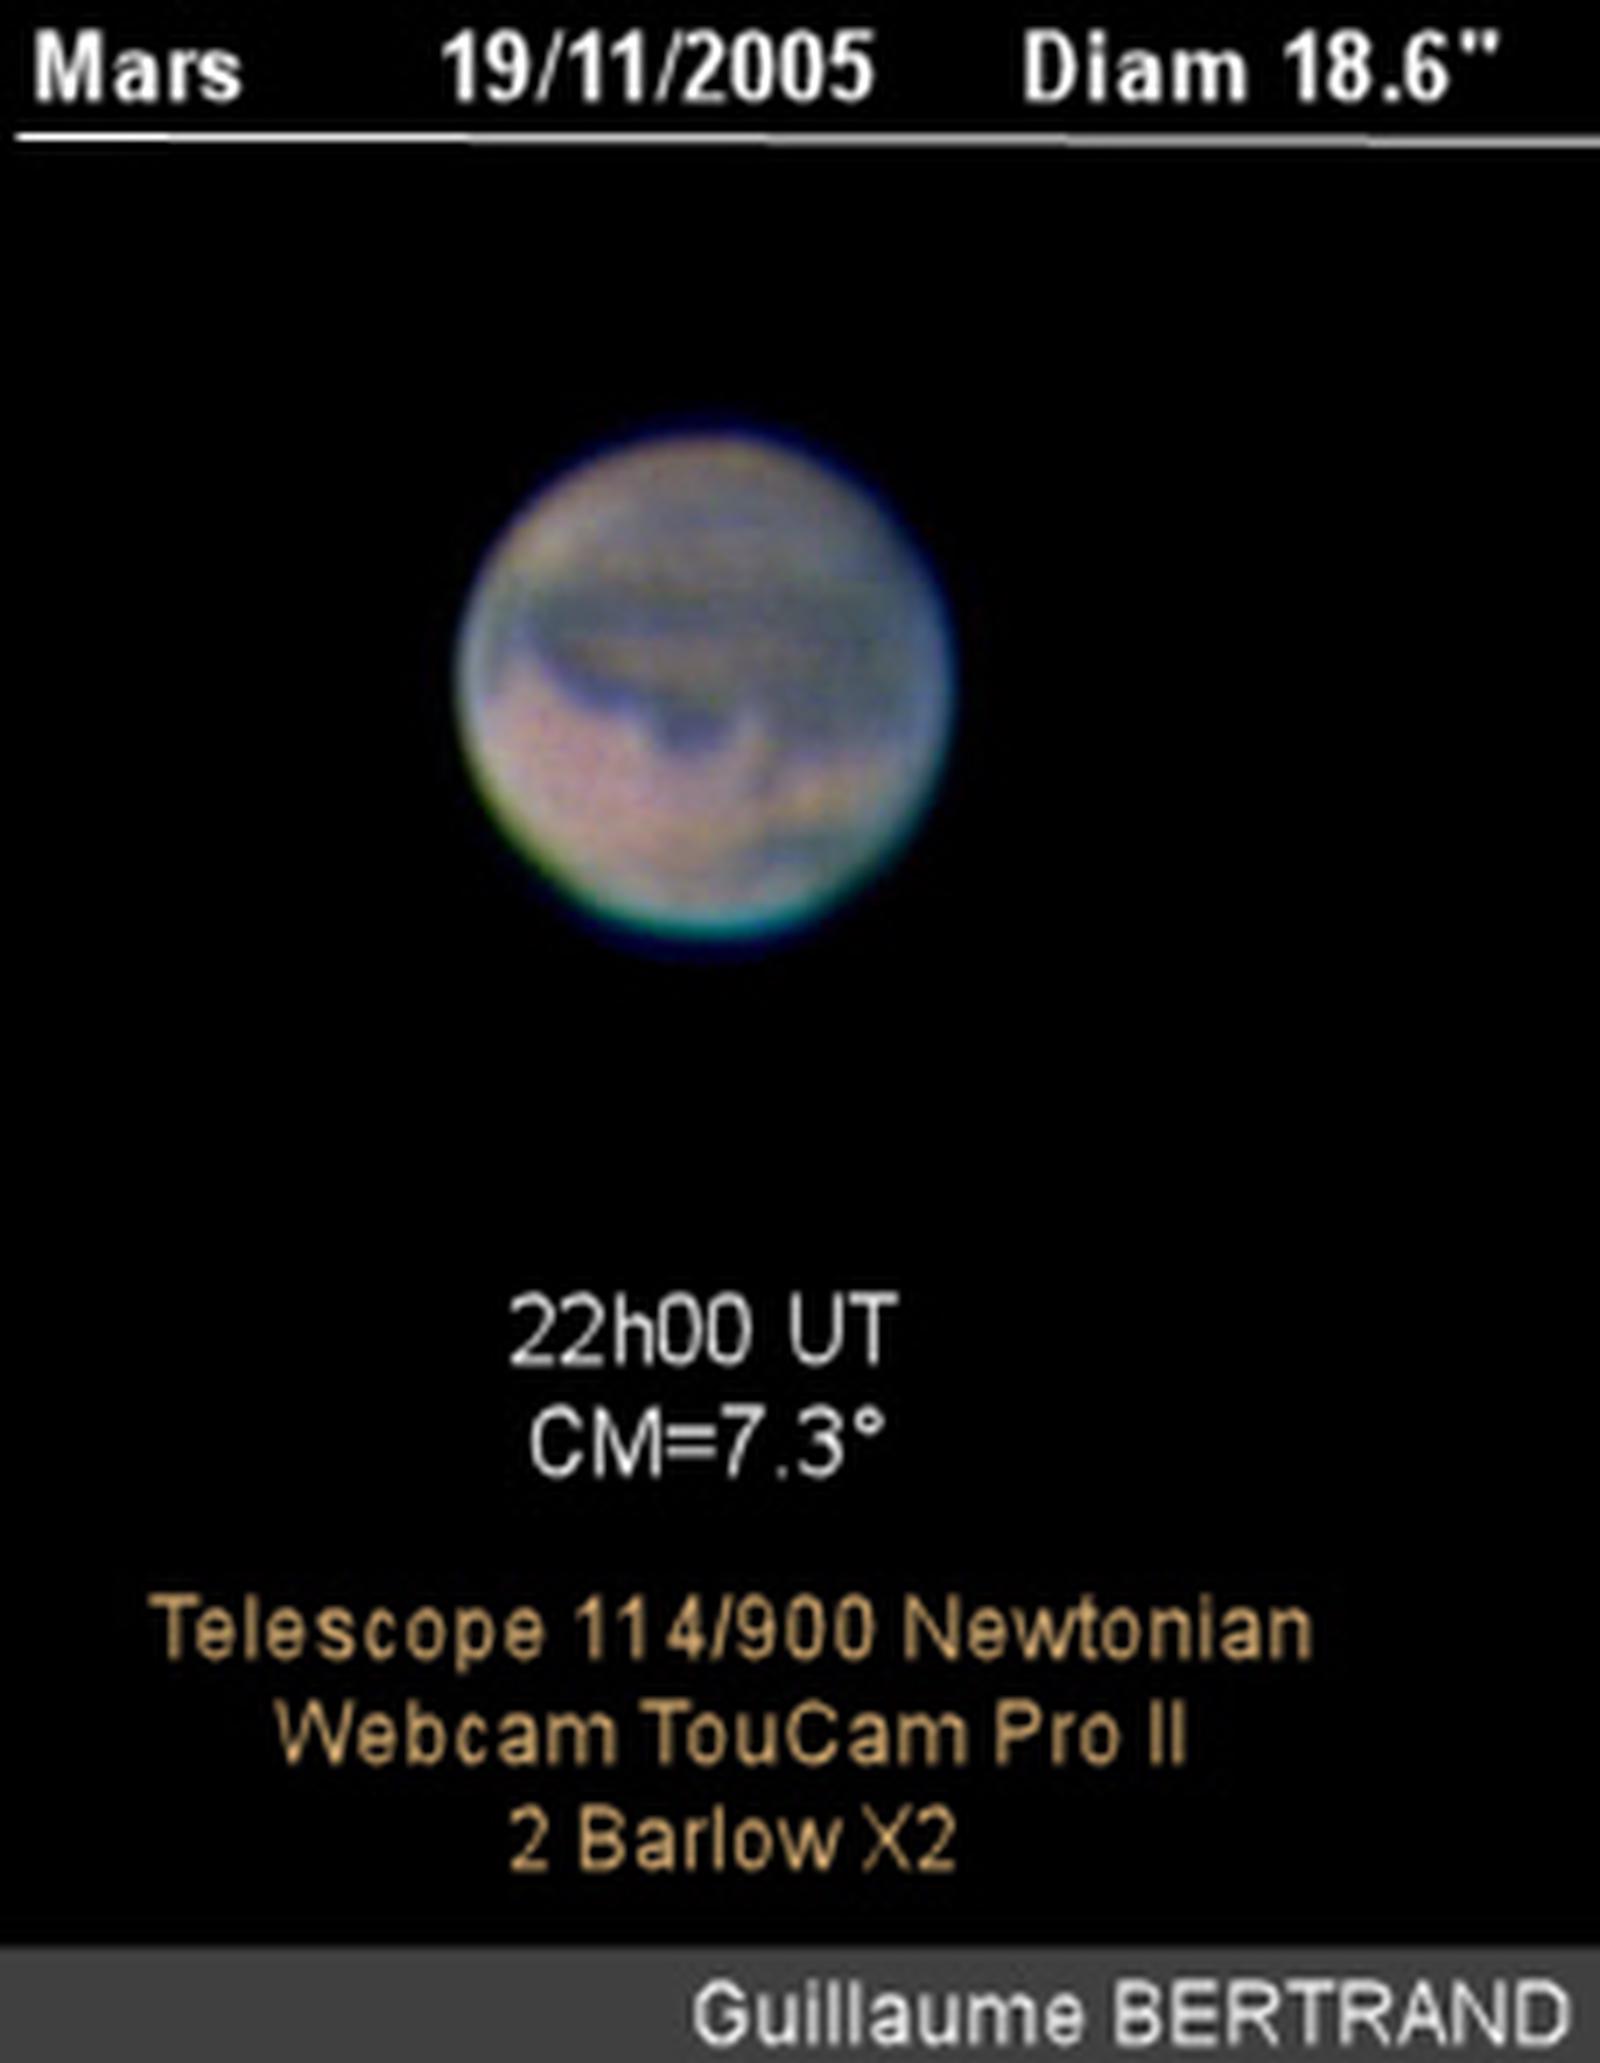 Mars 19/11/2005 Diam 18.6"
22h00 UT
CM=7.3°
Telescope 114/900 Newtonian
Webcam TouCam Pro II
2 Barlow X2
Guillaume BERTRAND